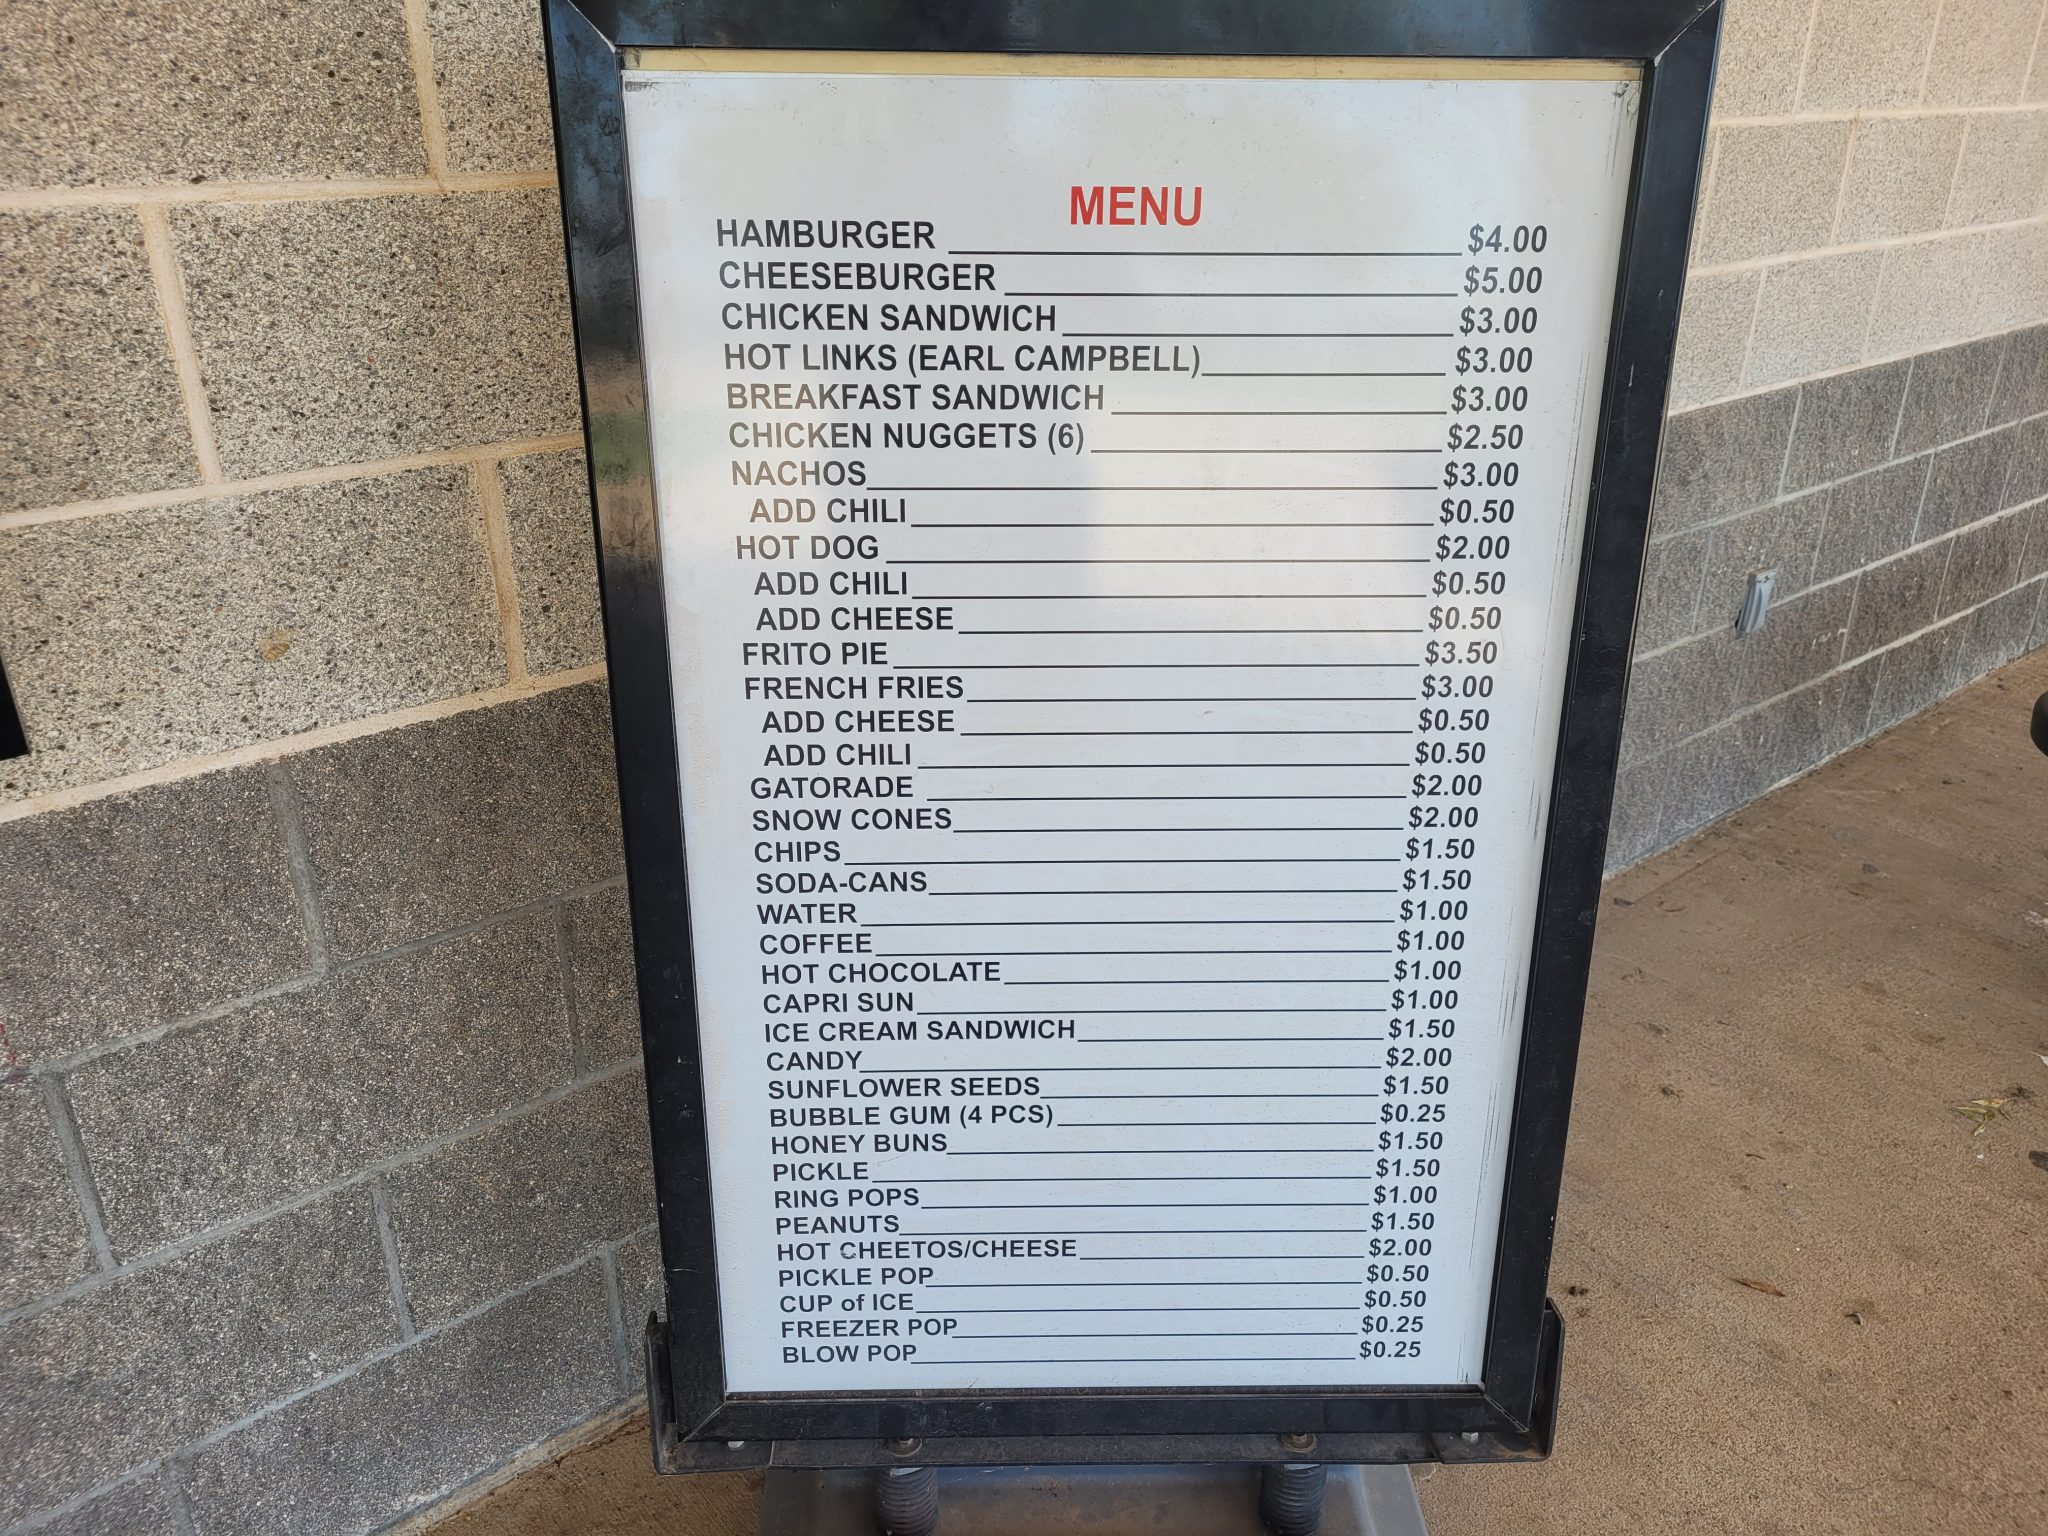 MENU
HAMBURGER $4.00
CHEESEBURGER $5.00
CHICKEN SANDWICH $3.00
HOT LINKS (EARL CAMPBELL) $3.00
BREAKFAST SANDWICH $3.00
CHICKEN NUGGETS (6) $2.50
NACHOS $3.00
ADD CHILI $0.50
HOT DOG $2.00
ADD CHILI $0.50
ADD CHEESE $0.50
FRITO PIE $3.50
FRENCH FRIES $3.00
ADD CHEESE $0.50
ADD CHILI $0.50
GATORADE $2.00
SNOW CONES $2.00
CHIPS $1.50
SODA-CANS $1.50
WATER $1.00
COFFEE $1.00
HOT CHOCOLATE $1.00
CAPRI SUN $1.00
ICE CREAM SANDWICH $1.50
CANDY $2.00
SUNFLOWER SEEDS $1.50
BUBBLE GUM (4 PCS) $0.25
HONEY BUNS $1.50
PICKLE $1.50
RING POPS $1.00
PEANUTS $1.50
HOT CHEETOS/CHEESE $2.00
PICKLE POP $0.50
CUP of ICE $0.50
FREEZER POP $0.25
BLOW POP $0.25